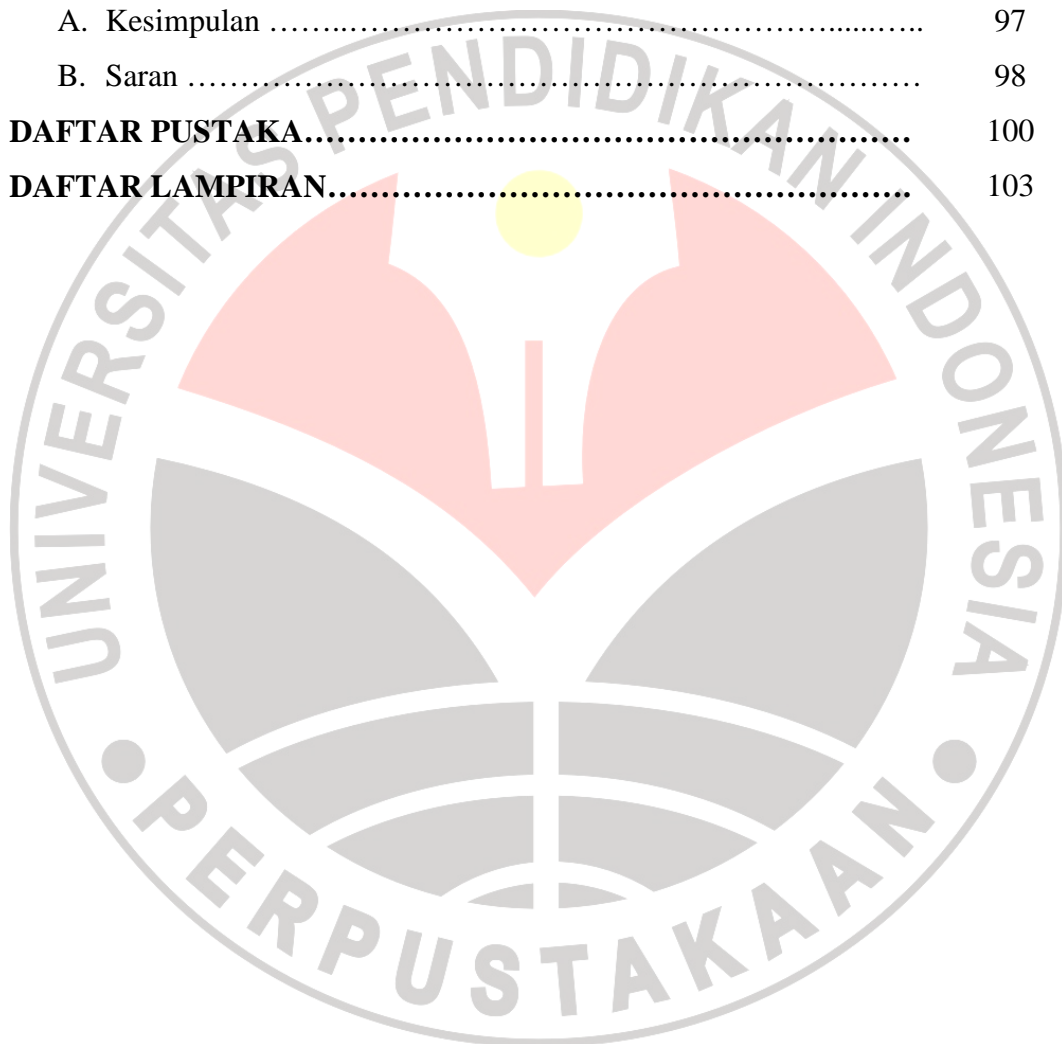 A. Kesimpulan ……...…………………………………………......….. 97
B. Saran ………………………………………………………………… 98
DAFTAR PUSTAKA……………………………………………………… 100
DAFTAR LAMPIRAN…………………………………………………… 103
UNIVERSITAS PENDIDIKAN INDONESIA
PERPUSTAKAAN